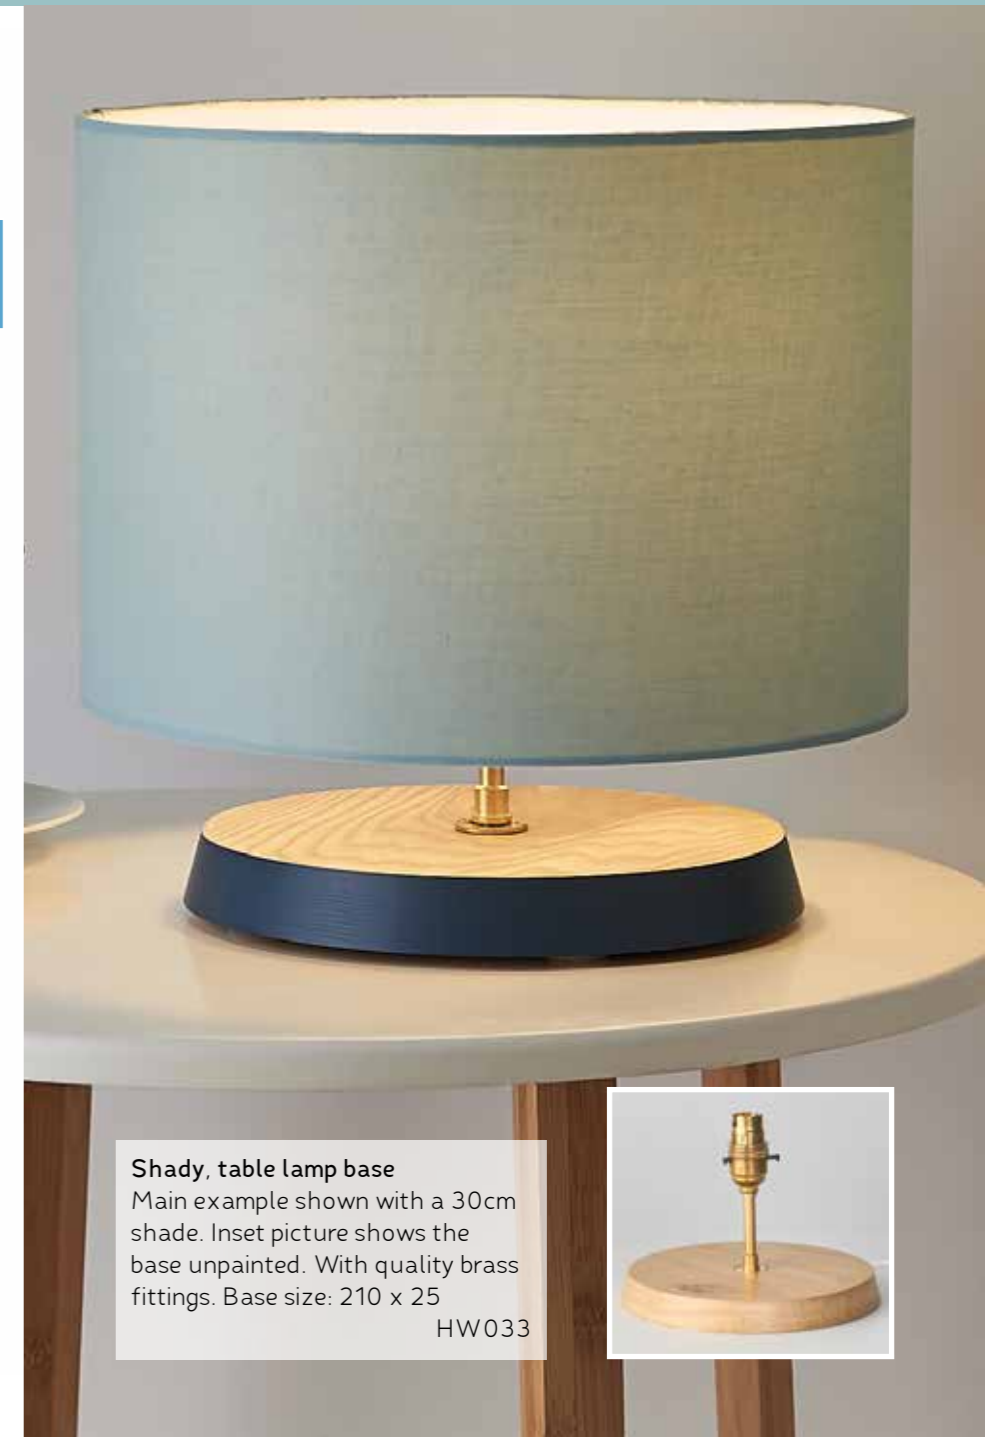 Shady, table lamp base
Main example shown with a 30cm
shade. Inset picture shows the
base unpainted. With quality brass
fittings. Base size: 210 x 25
HW033